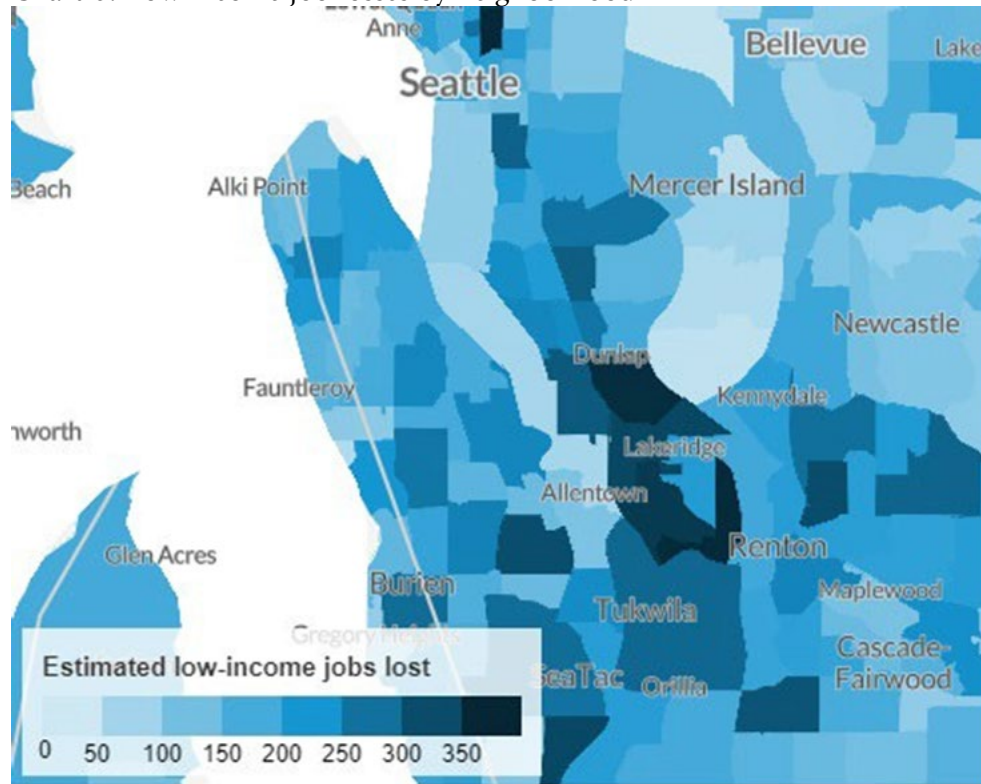 Anne
Bellevue
Lake
Seattle
Beach
Alki Point
Mercer Island
Newcastle
Dunlap
Fauntleroy
Kennydale
nworth
Lakeridge
Allentown
Glen Acres
Renton
Burien
Maplewood
Tukwila
Gregory Heights
Cascade-
Fairwood
SeaTac
Orillia
Estimated low-income jobs lost
0 50 100 150 200 250 300 350